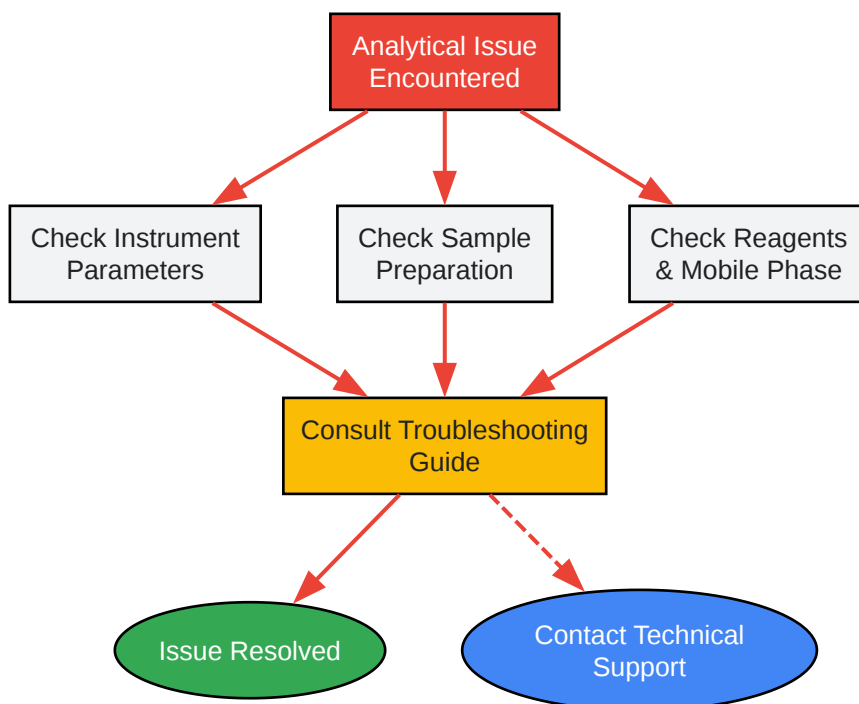 Analytical Issue
Encountered
Check Instrument
Parameters
Check Sample
Preparation
Check Reagents
& Mobile Phase
Consult Troubleshooting
Guide
Issue Resolved
Contact Technical
Support